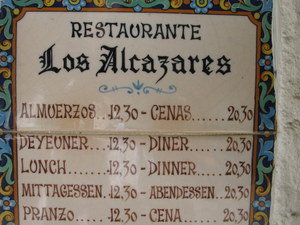 RESTAURANTE
Los Alcazares
ALMUERZOS..12,30 - CENAS......20,30
DEYEUNER....12,30 - DINER........20,30
LUNCH........12,30 - DINNER......20,30
MITTAGESSEN..12,30 - ABENDESSEN..20,30
PRANZO......12,30 - CENA........20,30